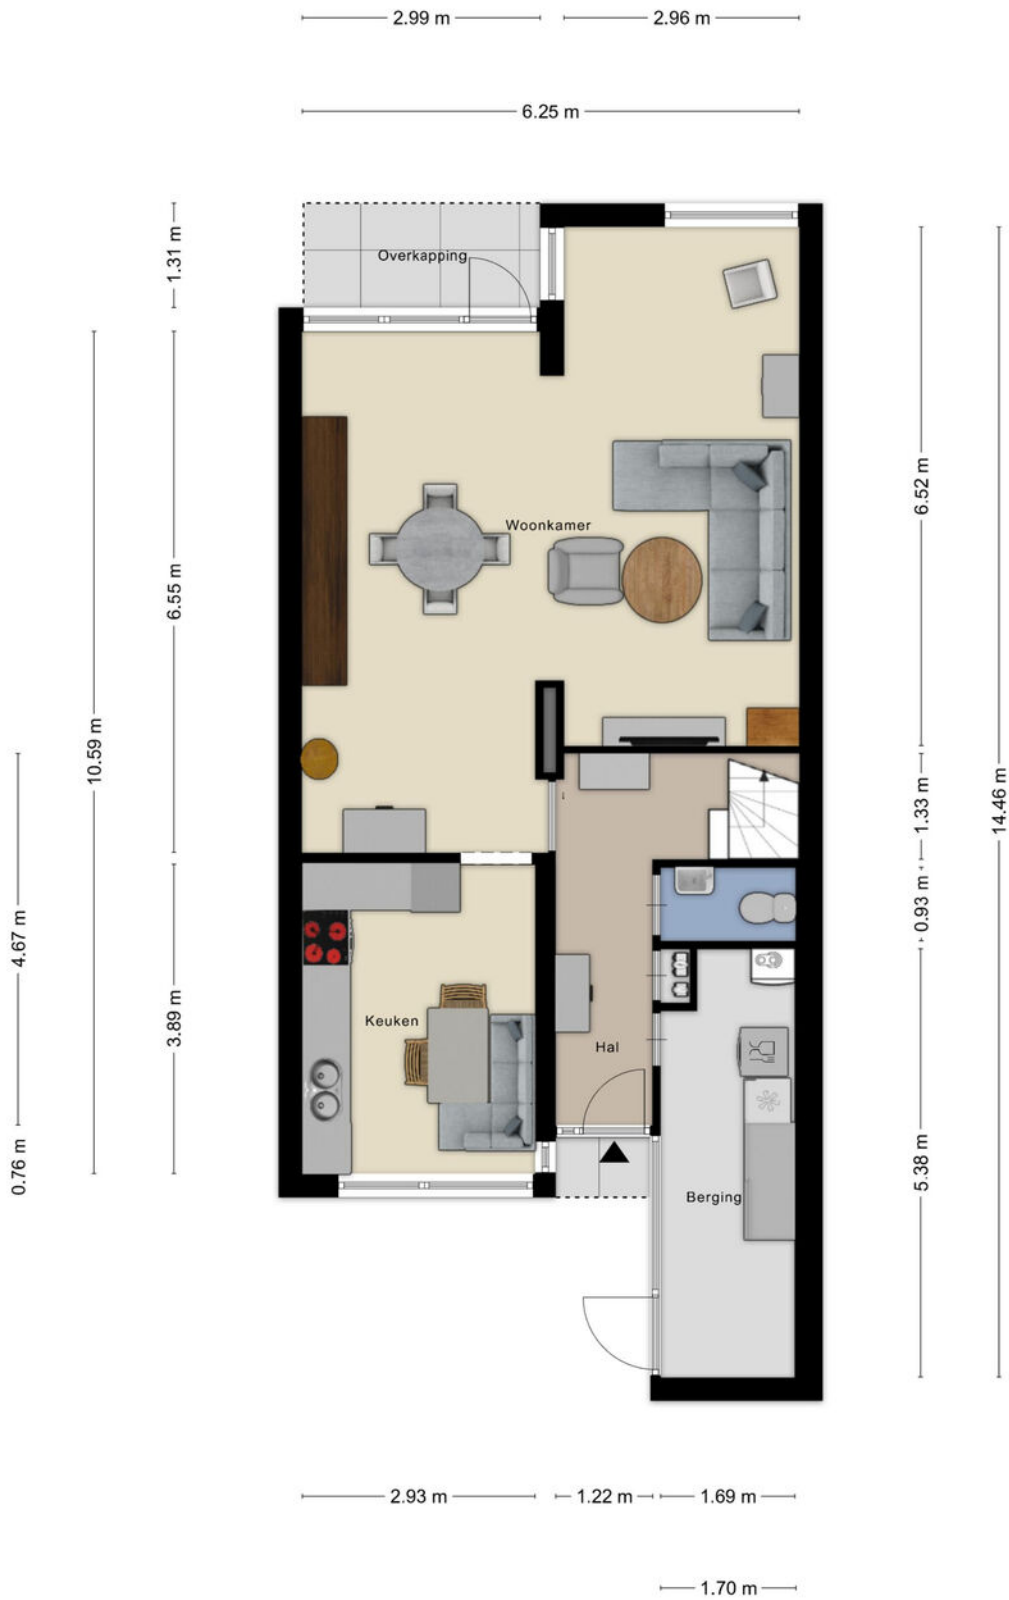 2.99 m
2.96 m
6.25 m
1.31 m
Overkapping
6.52 m
Woonkamer
6.55 m
10.59 m
1.33 m
14.46 m
0.93 m
4.67 m
3.89 m
Keuken
Hal
0.76 m
5.38 m
Berging
2.93 m
1.22 m
1.69 m
1.70 m